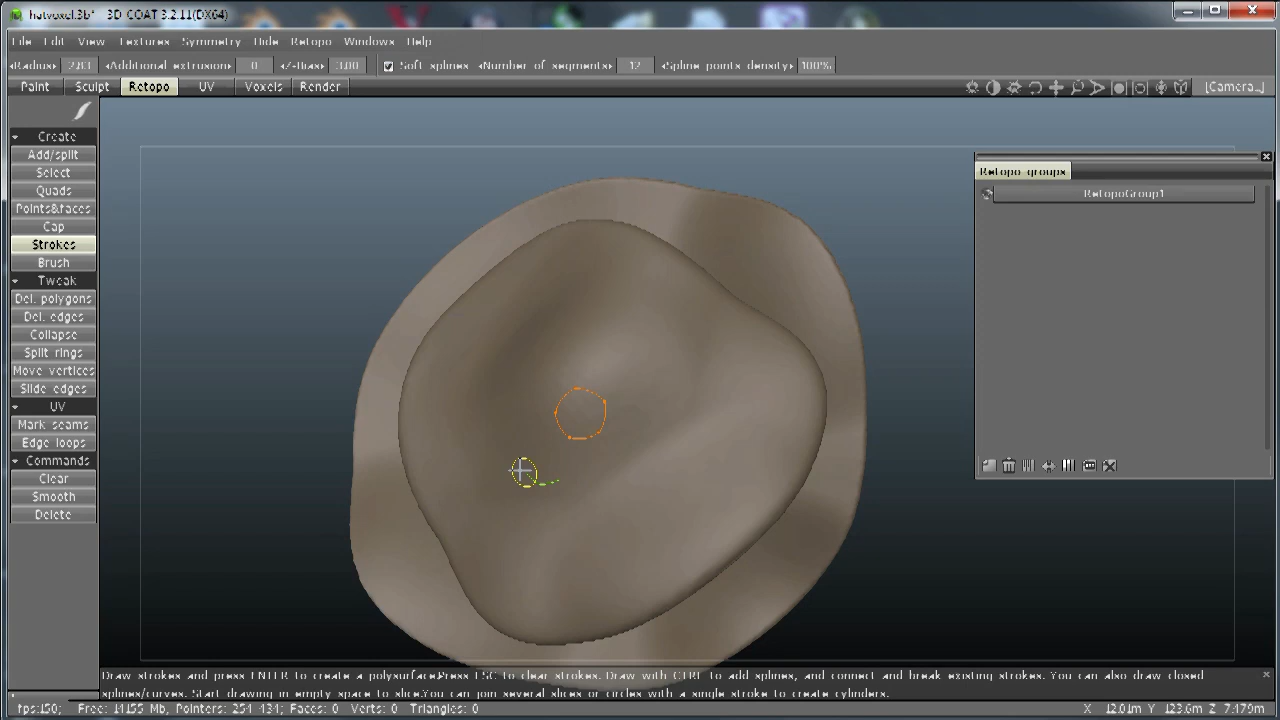 hatvoxel.3b* - 3D COAT 3.2.11(DX64)
File Edit View Textures Symmetry Hide Retopo Windows Help
Radius 2.83 Additional extrusion 0 Z-Bias 3.00 Soft splines Number of segments 12 Spline points density 100%
Paint Sculpt Retopo UV Voxels Render [Camera_]
Create
Add/split
Select
Quads
Points&faces
Cap
Strokes
Brush
Tweak
Del. polygons
Del. edges
Collapse
Split rings
Move vertices
Slide edges
UV
Mark seams
Edge loops
Commands
Clear
Smooth
Delete
Retopo groups
RetopoGroup1
Draw strokes and press ENTER to create a polysurface.Press ESC to clear strokes. Draw with CTRL to add splines, and connect and break existing strokes. You can also draw closed
splines/curves. Start drawing in empty space to slice.You can join several slices or circles with a single stroke to create cylinders.
fps:150; Free: 14155 Mb, Pointers: 254 434; Faces: 0 Verts: 0 Triangles: 0 X 12.01m Y 123.6m Z 7.479m